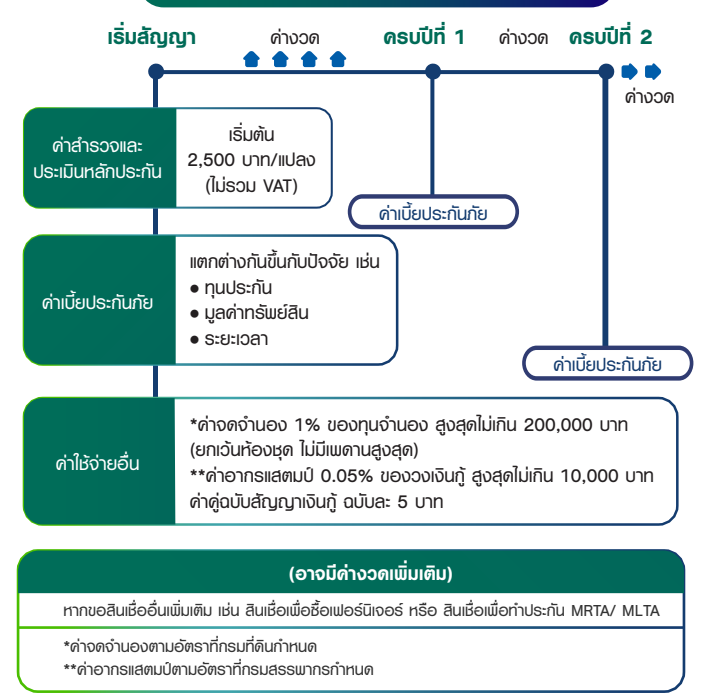 เริ่มสัญญา
ค่างวด
ครบปีที่ 1
ค่างวด
ครบปีที่ 2
ค่างวด
ค่าสำรวจและ
ประเมินหลักประกัน
เริ่มต้น
2,500 บาท/แปลง
(ไม่รวม VAT)
ค่าเบี้ยประกันภัย
ค่าเบี้ยประกันภัย
แตกต่างกันขึ้นกับปัจจัย เช่น
● ทุนประกัน
● มูลค่าทรัพย์สิน
● ระยะเวลา
ค่าเบี้ยประกันภัย
ค่าใช้จ่ายอื่น
*ค่าจดจำนอง 1% ของทุนจำนอง สูงสุดไม่เกิน 200,000 บาท
(ยกเว้นห้องชุด ไม่มีเพดานสูงสุด)
**ค่าอากรแสตมป์ 0.05% ของวงเงินกู้ สูงสุดไม่เกิน 10,000 บาท
ค่าคู่ฉบับสัญญาเงินกู้ ฉบับละ 5 บาท
(อาจมีค่างวดเพิ่มเติม)
หากขอสินเชื่ออื่นเพิ่มเติม เช่น สินเชื่อเพื่อซื้อเฟอร์นิเจอร์ หรือ สินเชื่อเพื่อทำประกัน MRTA/ MLTA
*ค่าจดจำนองตามอัตราที่กรมที่ดินกำหนด
**ค่าอากรแสตมป์ตามอัตราที่กรมสรรพากรกำหนด